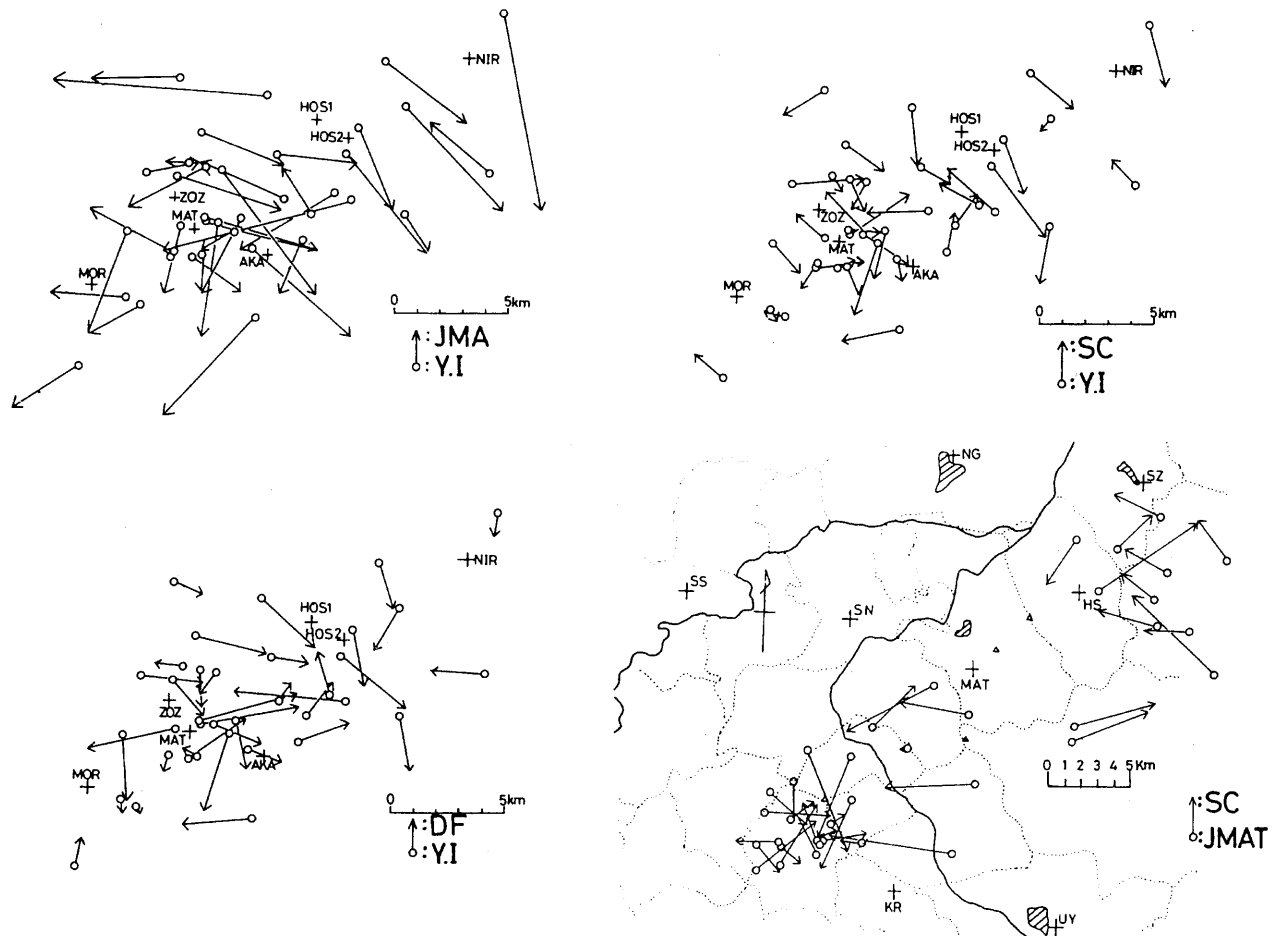 NIR
HOS1
HOS2
ZOZ
MAT
AKA
MOR
0 5km
:JMA
:Y.I
NIR
HOS1
HOS2
ZOZ
MAT
AKA
MOR
0 5km
:SC
:Y.I
NIR
HOS1
HOS2
ZOZ
MAT
AKA
MOR
0 5km
:DF
:Y.I
NG
SZ
SS
SN
HS
MAT
0 1 2 3 4 5 Km
:SC
:JMAT
KR
UY